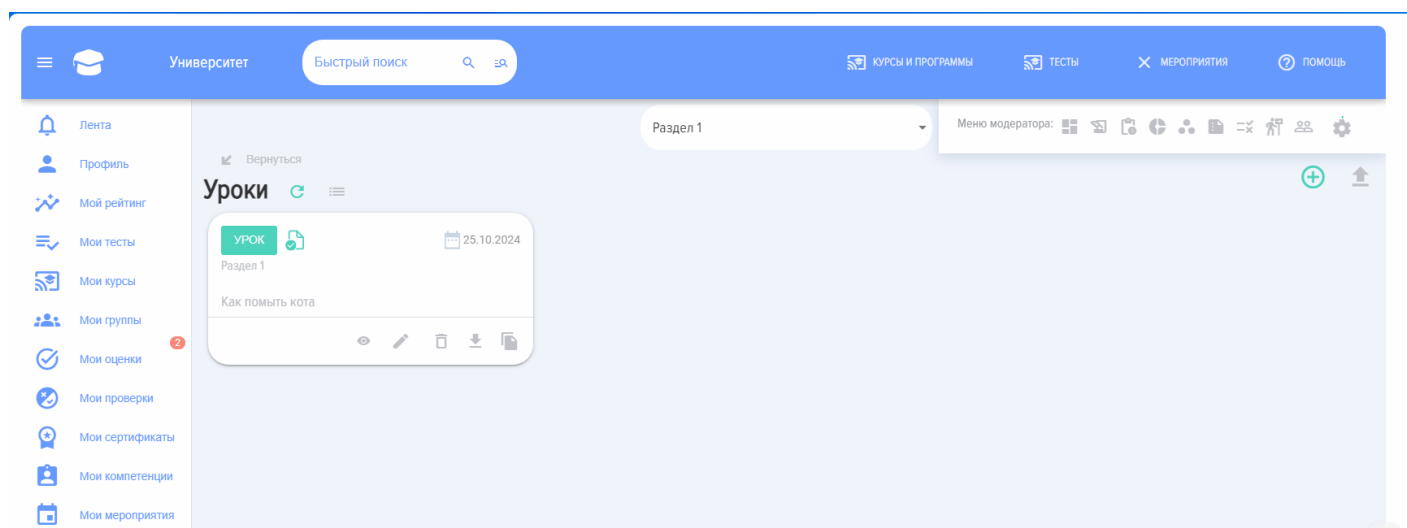 Университет
Быстрый поиск
КУРСЫ И ПРОГРАММЫ
ТЕСТЫ
МЕРОПРИЯТИЯ
ПОМОЩЬ
Лента
Профиль
Мой рейтинг
Мои тесты
Мои курсы
Мои группы
2
Мои оценки
Мои проверки
Мои сертификаты
Мои компетенции
Мои мероприятия
Раздел 1
Меню модератора:
Вернуться
Уроки
УРОК
25.10.2024
Раздел 1
Как помыть кота